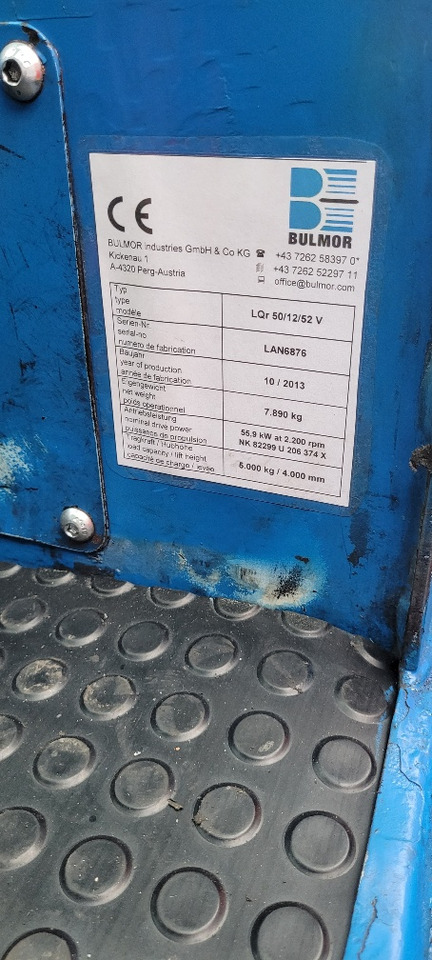 CE
BULMOR
BULMOR industries GmbH & Co KG ☎ +43 7262 58397 0*
Kickenau 1 +43 7262 52297 11
A-4320 Perg-Austria office@bulmor.com
Typ
type
modèle
LQr 50/12/52 V
Serien-Nr.
serial-no
numero de fabrication
LAN6876
Baujahr
year of production
année de fabrication
10 / 2013
Eigengewicht
net weight
poids operationnel
7.890 kg
Antriebsleistung
nominal drive power
puissance de propulsion
55,9 kW at 2.200 rpm
NK 82299 U 206 374 X
Tragkraft / Hubhöhe
load capacity / lift height
capacité de charge / levée
5.000 kg / 4.000 mm